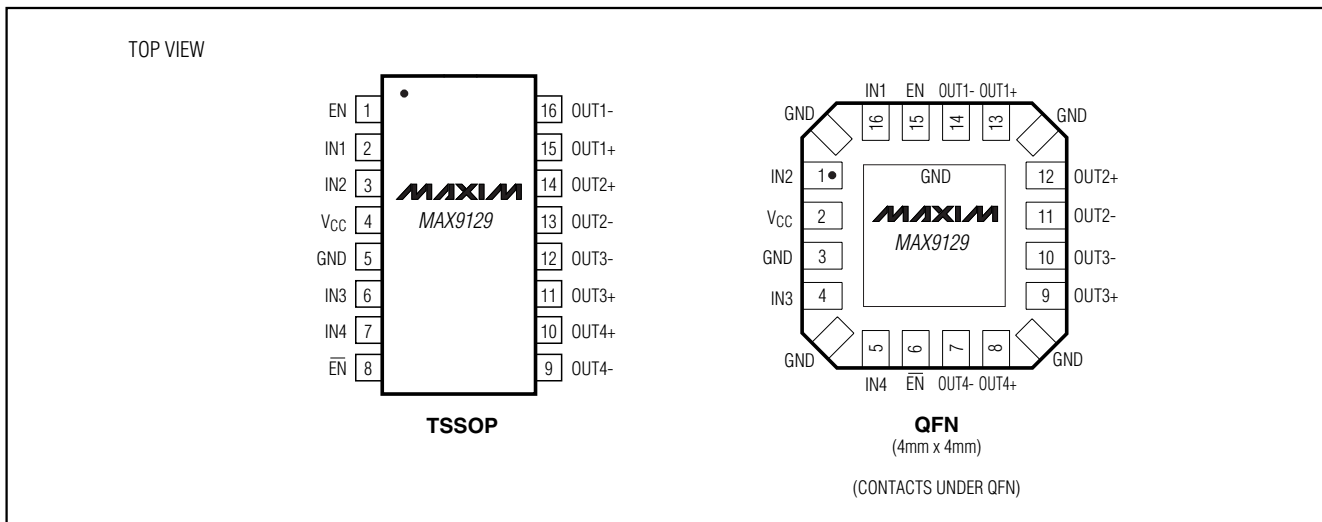 TOP VIEW
EN 1
IN1 2
IN2 3
VCC 4
GND 5
IN3 6
IN4 7
E̅N̅ 8
MAXIM
MAX9129
16 OUT1-
15 OUT1+
14 OUT2+
13 OUT2-
12 OUT3-
11 OUT3+
10 OUT4+
9 OUT4-
TSSOP
IN1 EN OUT1- OUT1+
GND 16 15 14 13 GND
IN2 1
VCC 2
GND 3
IN3 4
GND
MAXIM
MAX9129
12 OUT2+
11 OUT2-
10 OUT3-
9 OUT3+
GND 5 6 7 8 GND
IN4 E̅N̅ OUT4- OUT4+
QFN
(4mm x 4mm)
(CONTACTS UNDER QFN)